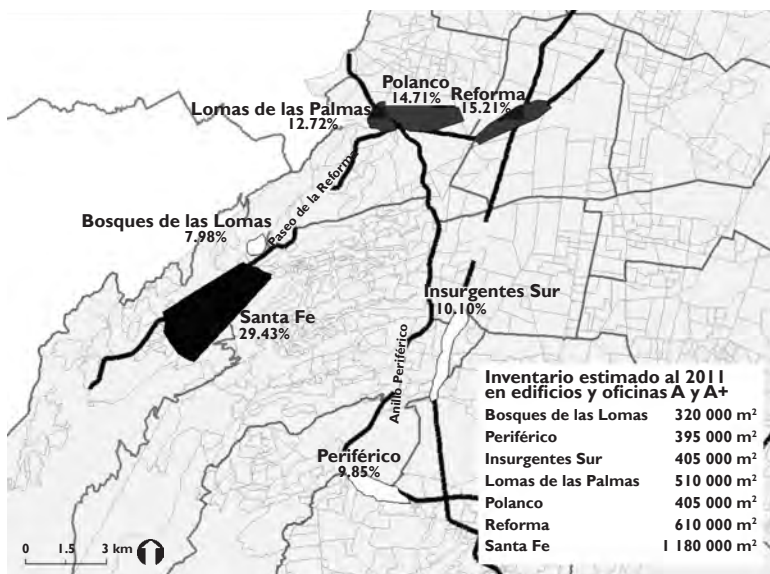 Polanco
14.71%
Reforma
15.21%
Lomas de las Palmas
12.72%
Paseo de la Reforma
Bosques de las Lomas
7.98%
Santa Fe
29.43%
Insurgentes Sur
10.10%
Anillo Periférico
Periférico
9.85%
Inventario estimado al 2011
en edificios y oficinas A y A+
Bosques de las Lomas 320 000 m²
Periférico 395 000 m²
Insurgentes Sur 405 000 m²
Lomas de las Palmas 510 000 m²
Polanco 405 000 m²
Reforma 610 000 m²
Santa Fe 1 180 000 m²
0 1.5 3 km